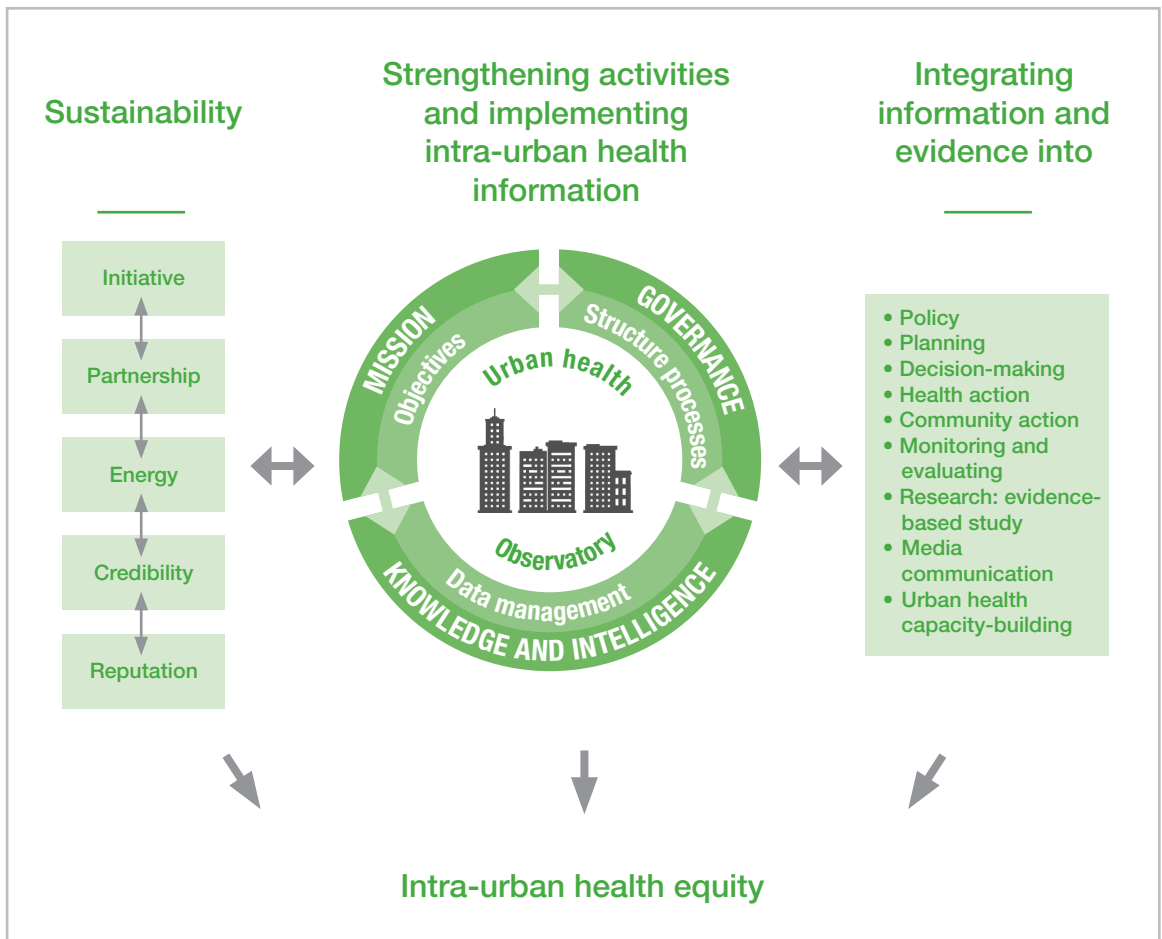 Sustainability
Strengthening activities
and implementing
intra-urban health
information
Integrating
information and
evidence into
Initiative
Partnership
Energy
Credibility
Reputation
MISSION
Objectives
GOVERNANCE
Structure processes
Urban health
Observatory
Data management
KNOWLEDGE AND INTELLIGENCE
• Policy
• Planning
• Decision-making
• Health action
• Community action
• Monitoring and
evaluating
• Research: evidence-
based study
• Media
communication
• Urban health
capacity-building
Intra-urban health equity